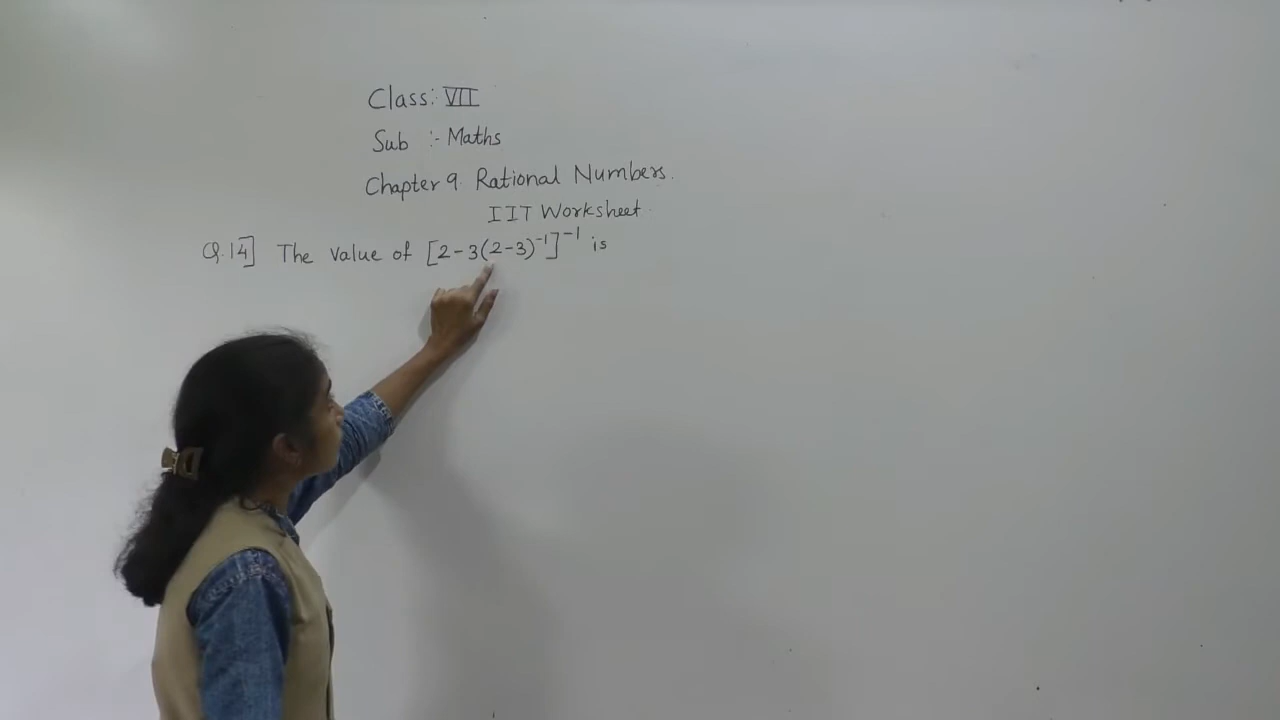 Class: VII
Sub :- Maths
Chapter 9. Rational Numbers.
IIT Worksheet.
Q.14] The value of [2-3(2-3)⁻¹]⁻¹ is